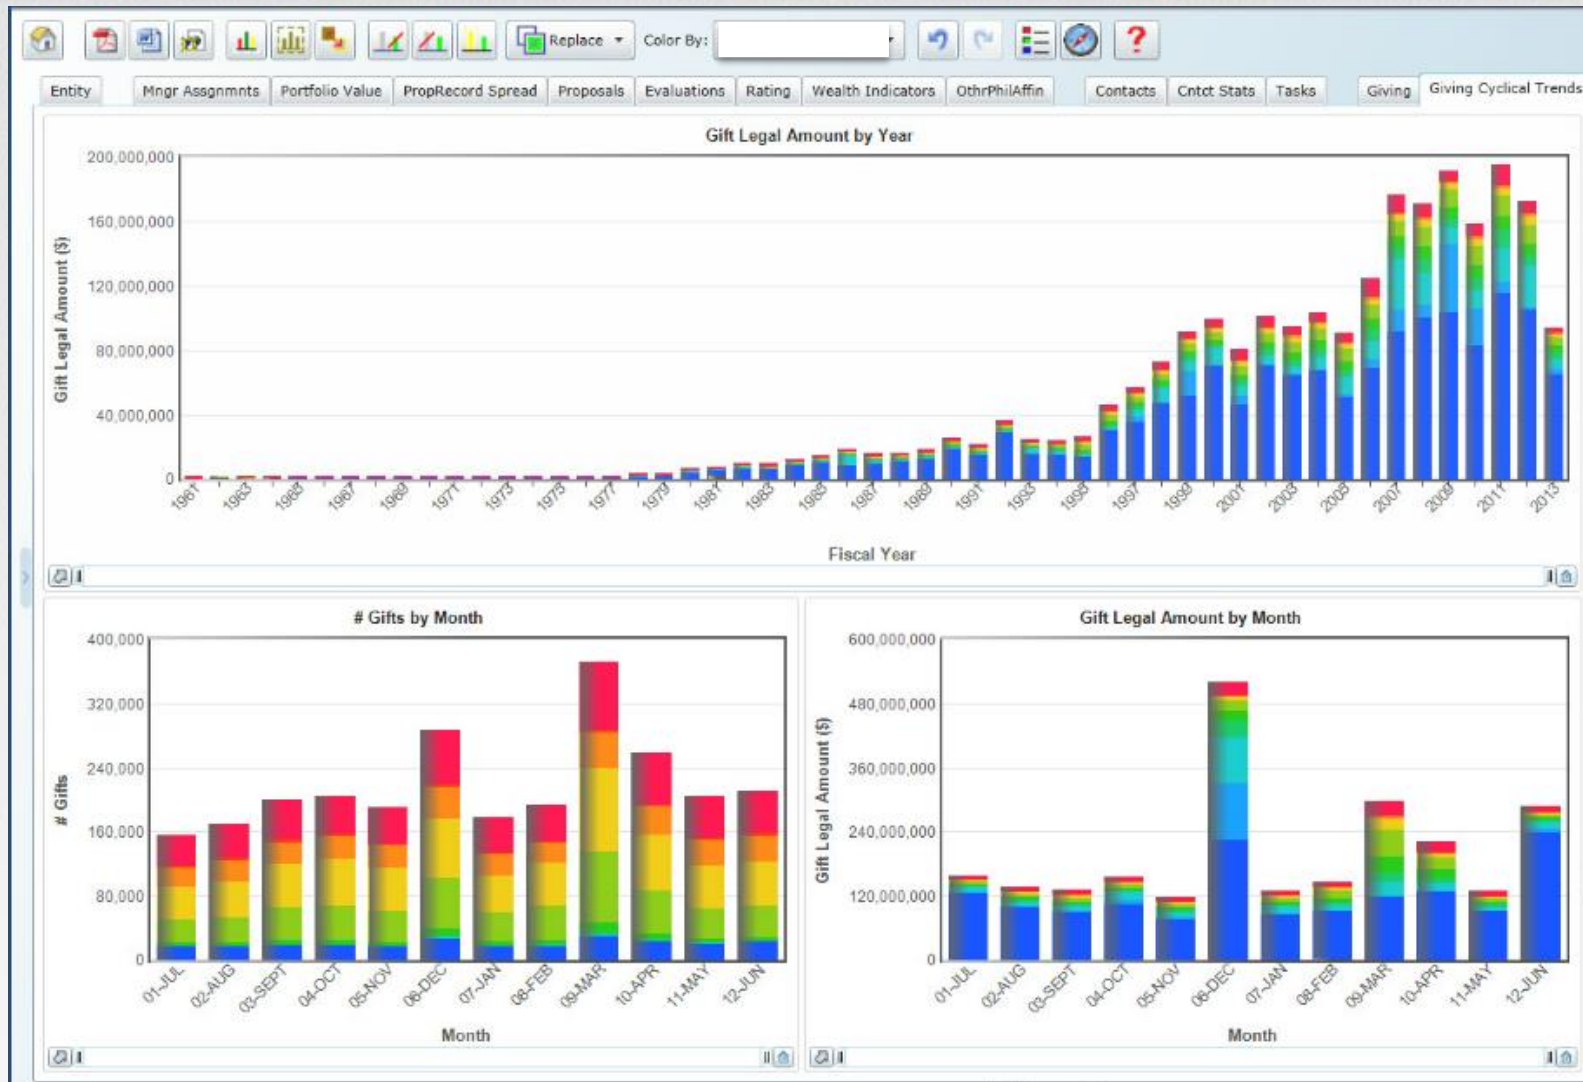 Replace Color By:
Entity Mngr Assgnmnts Portfolio Value PropRecord Spread Proposals Evaluations Rating Wealth Indicators OthrPhilAffin Contacts Cntct Stats Tasks Giving Giving Cyclical Trends
Gift Legal Amount by Year
Gift Legal Amount ($)
200,000,000
160,000,000
120,000,000
80,000,000
40,000,000
0
1961 1963 1965 1967 1969 1971 1973 1975 1977 1979 1981 1983 1985 1987 1989 1991 1993 1995 1997 1999 2001 2003 2005 2007 2009 2011 2013
Fiscal Year
# Gifts by Month
# Gifts
400,000
320,000
240,000
160,000
80,000
0
01-JUL 02-AUG 03-SEPT 04-OCT 05-NOV 06-DEC 07-JAN 08-FEB 09-MAR 10-APR 11-MAY 12-JUN
Month
Gift Legal Amount by Month
Gift Legal Amount ($)
600,000,000
480,000,000
360,000,000
240,000,000
120,000,000
0
01-JUL 02-AUG 03-SEPT 04-OCT 05-NOV 06-DEC 07-JAN 08-FEB 09-MAR 10-APR 11-MAY 12-JUN
Month